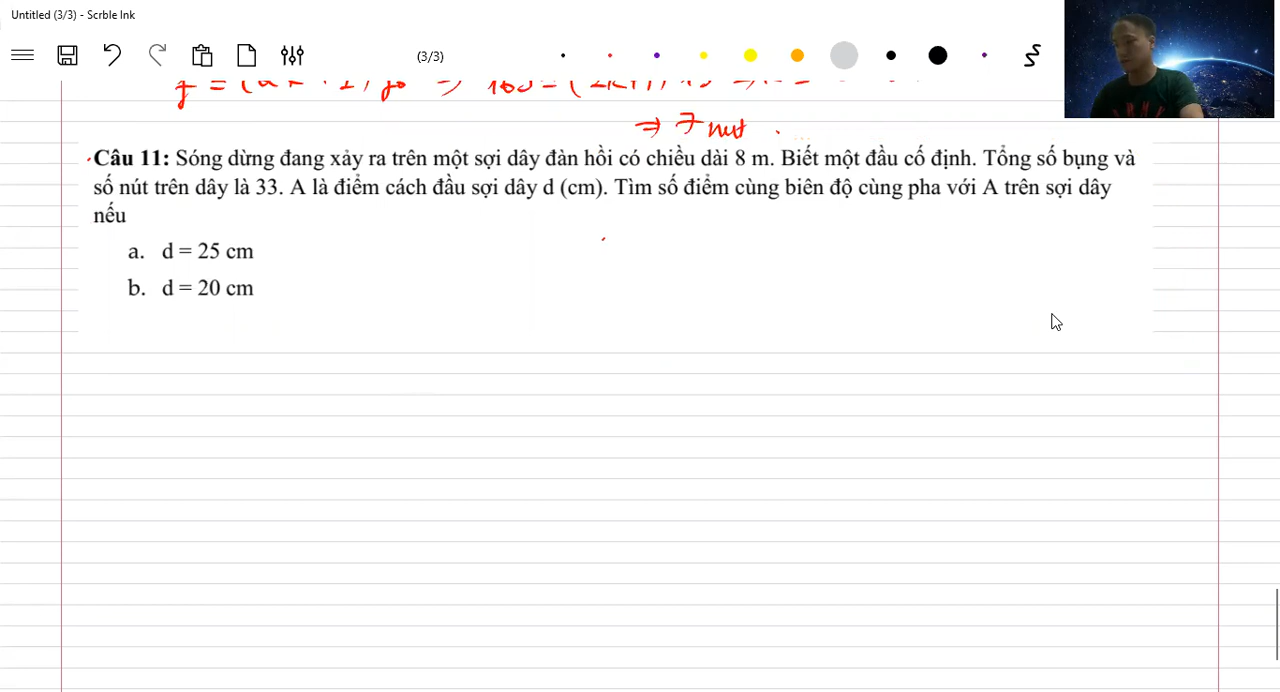 Untitled (3/3) - Scrble Ink
(3/3)
⇒ 7 nút.
Câu 11: Sóng dừng đang xảy ra trên một sợi dây đàn hồi có chiều dài 8 m. Biết một đầu cố định. Tổng số bụng và
số nút trên dây là 33. A là điểm cách đầu sợi dây d (cm). Tìm số điểm cùng biên độ cùng pha với A trên sợi dây
nếu
a. d = 25 cm
b. d = 20 cm